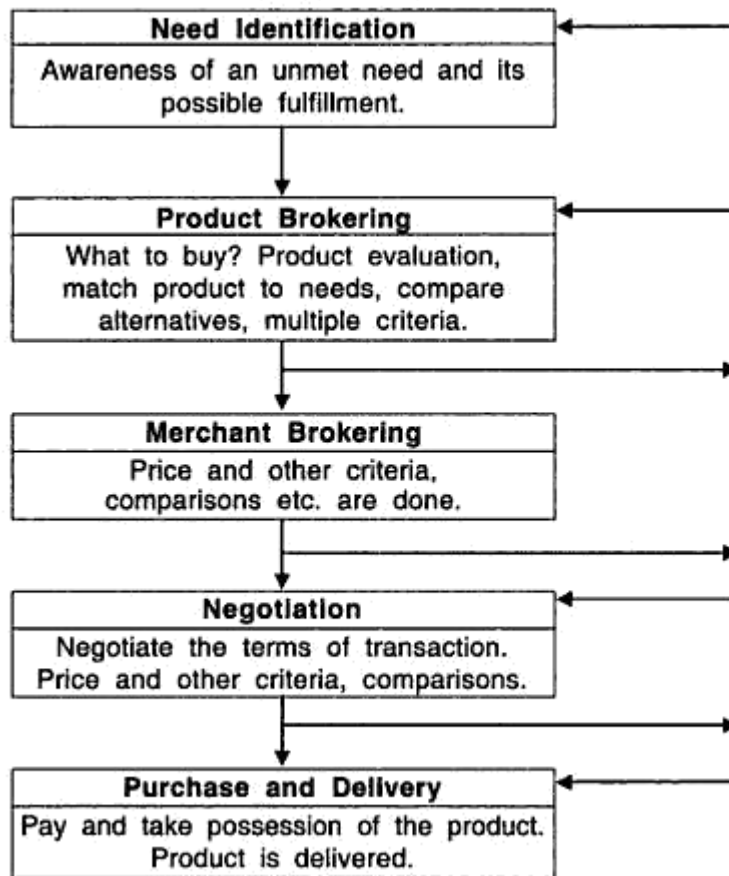 Need Identification
Awareness of an unmet need and its
possible fulfillment.
Product Brokering
What to buy? Product evaluation,
match product to needs, compare
alternatives, multiple criteria.
Merchant Brokering
Price and other criteria,
comparisons etc. are done.
Negotiation
Negotiate the terms of transaction.
Price and other criteria, comparisons.
Purchase and Delivery
Pay and take possession of the product.
Product is delivered.